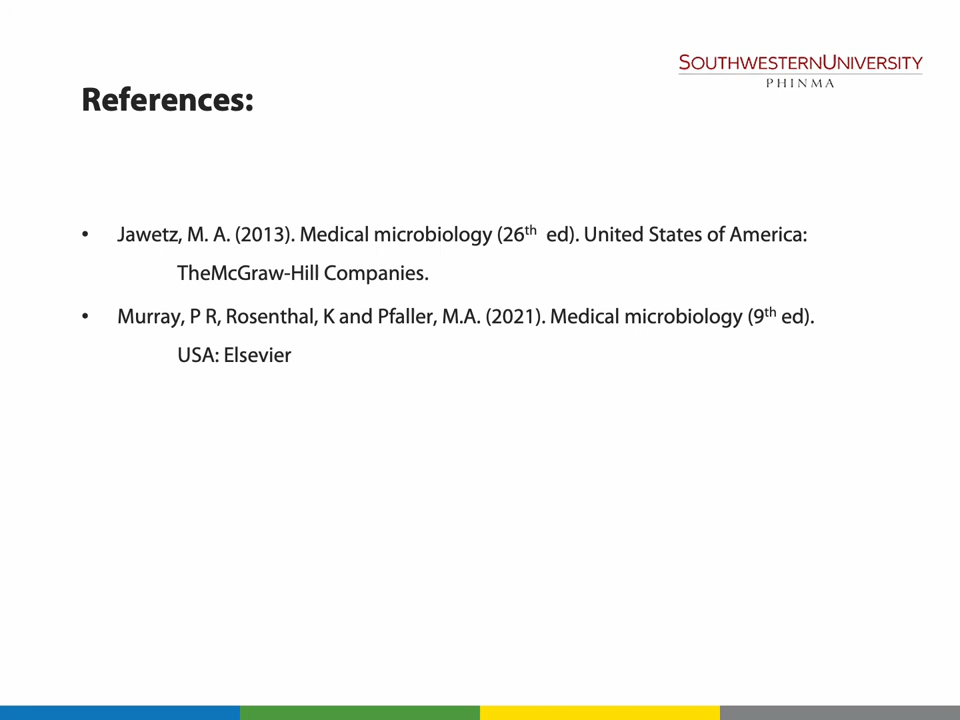 SOUTHWESTERNUNIVERSITY
PHINMA
References:
• Jawetz, M. A. (2013). Medical microbiology (26th ed). United States of America:
TheMcGraw-Hill Companies.
• Murray, P R, Rosenthal, K and Pfaller, M.A. (2021). Medical microbiology (9th ed).
USA: Elsevier